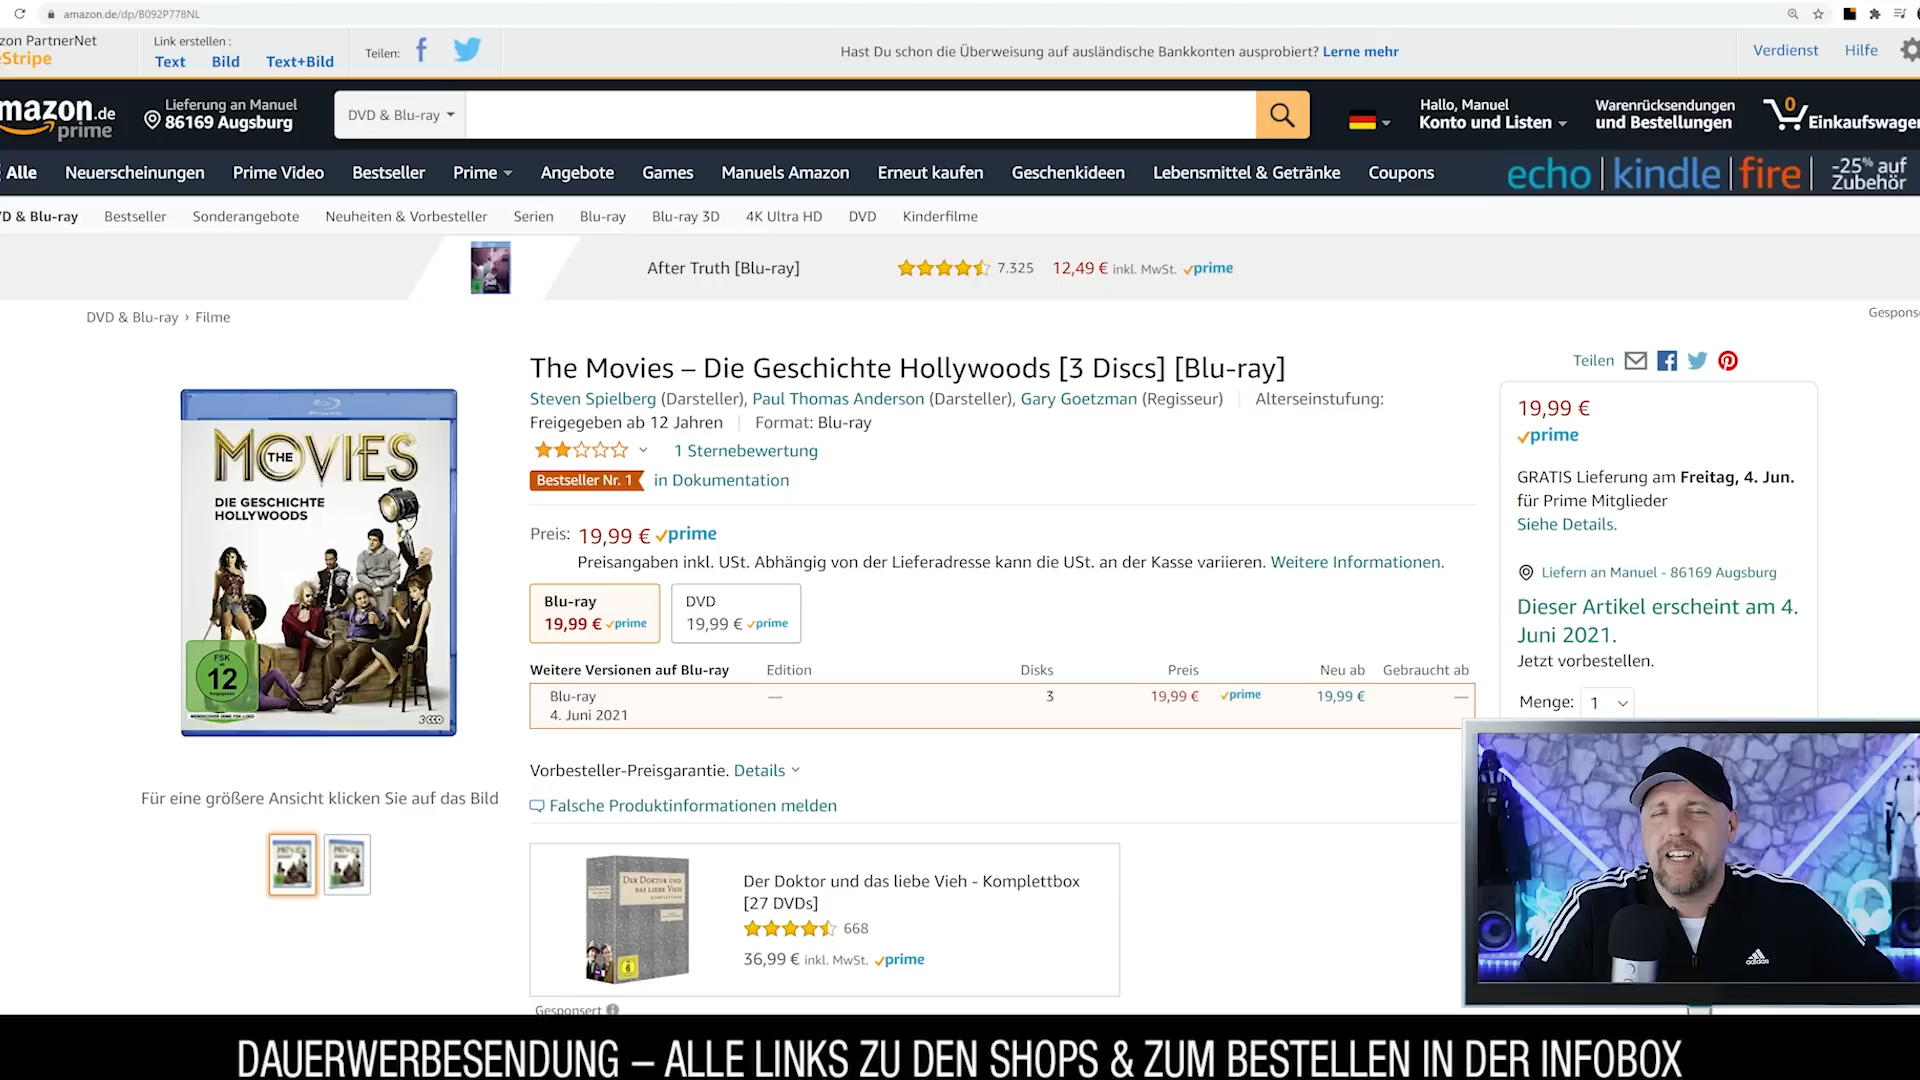 amazon.de/dp/B092P778NL
zon PartnerNet
eStripe
Link erstellen :
Text Bild Text+Bild
Teilen:
Hast Du schon die Überweisung auf ausländische Bankkonten ausprobiert? Lerne mehr
Verdienst Hilfe
mazon.de
prime
Lieferung an Manuel
86169 Augsburg
DVD & Blu-ray
Hallo, Manuel
Konto und Listen
Warenrücksendungen
und Bestellungen
0
Einkaufswagen
Alle Neuerscheinungen Prime Video Bestseller Prime Angebote Games Manuels Amazon Erneut kaufen Geschenkideen Lebensmittel & Getränke Coupons
echo | kindle | fire |
-25% auf
Zubehör
VD & Blu-ray Bestseller Sonderangebote Neuheiten & Vorbesteller Serien Blu-ray Blu-ray 3D 4K Ultra HD DVD Kinderfilme
After Truth [Blu-ray] 7.325 12,49 € inkl. MwSt. prime
DVD & Blu-ray › Filme
Gespons
The Movies – Die Geschichte Hollywoods [3 Discs] [Blu-ray]
Steven Spielberg (Darsteller), Paul Thomas Anderson (Darsteller), Gary Goetzman (Regisseur) | Alterseinstufung:
Freigegeben ab 12 Jahren | Format: Blu-ray
1 Sternebewertung
Bestseller Nr. 1 in Dokumentation
Preis: 19,99 € prime
Preisangaben inkl. USt. Abhängig von der Lieferadresse kann die USt. an der Kasse variieren. Weitere Informationen.
Blu-ray
19,99 € prime
DVD
19,99 € prime
Weitere Versionen auf Blu-ray Edition Disks Preis Neu ab Gebraucht ab
Blu-ray — 3 19,99 € prime 19,99 € —
4. Juni 2021
Vorbesteller-Preisgarantie. Details
Falsche Produktinformationen melden
THE MOVIES
DIE GESCHICHTE
HOLLYWOODS
FSK
ab
12
freigegeben
3
Für eine größere Ansicht klicken Sie auf das Bild
DER DOKTOR UND
DAS LIEBE VIEH
6
Der Doktor und das liebe Vieh - Komplettbox
[27 DVDs]
668
36,99 € inkl. MwSt. prime
Gesponsert
Teilen
19,99 €
prime
GRATIS Lieferung am Freitag, 4. Jun.
für Prime Mitglieder
Siehe Details.
Liefern an Manuel - 86169 Augsburg
Dieser Artikel erscheint am 4.
Juni 2021.
Jetzt vorbestellen.
Menge: 1
adidas
DAUERWERBESENDUNG – ALLE LINKS ZU DEN SHOPS & ZUM BESTELLEN IN DER INFOBOX